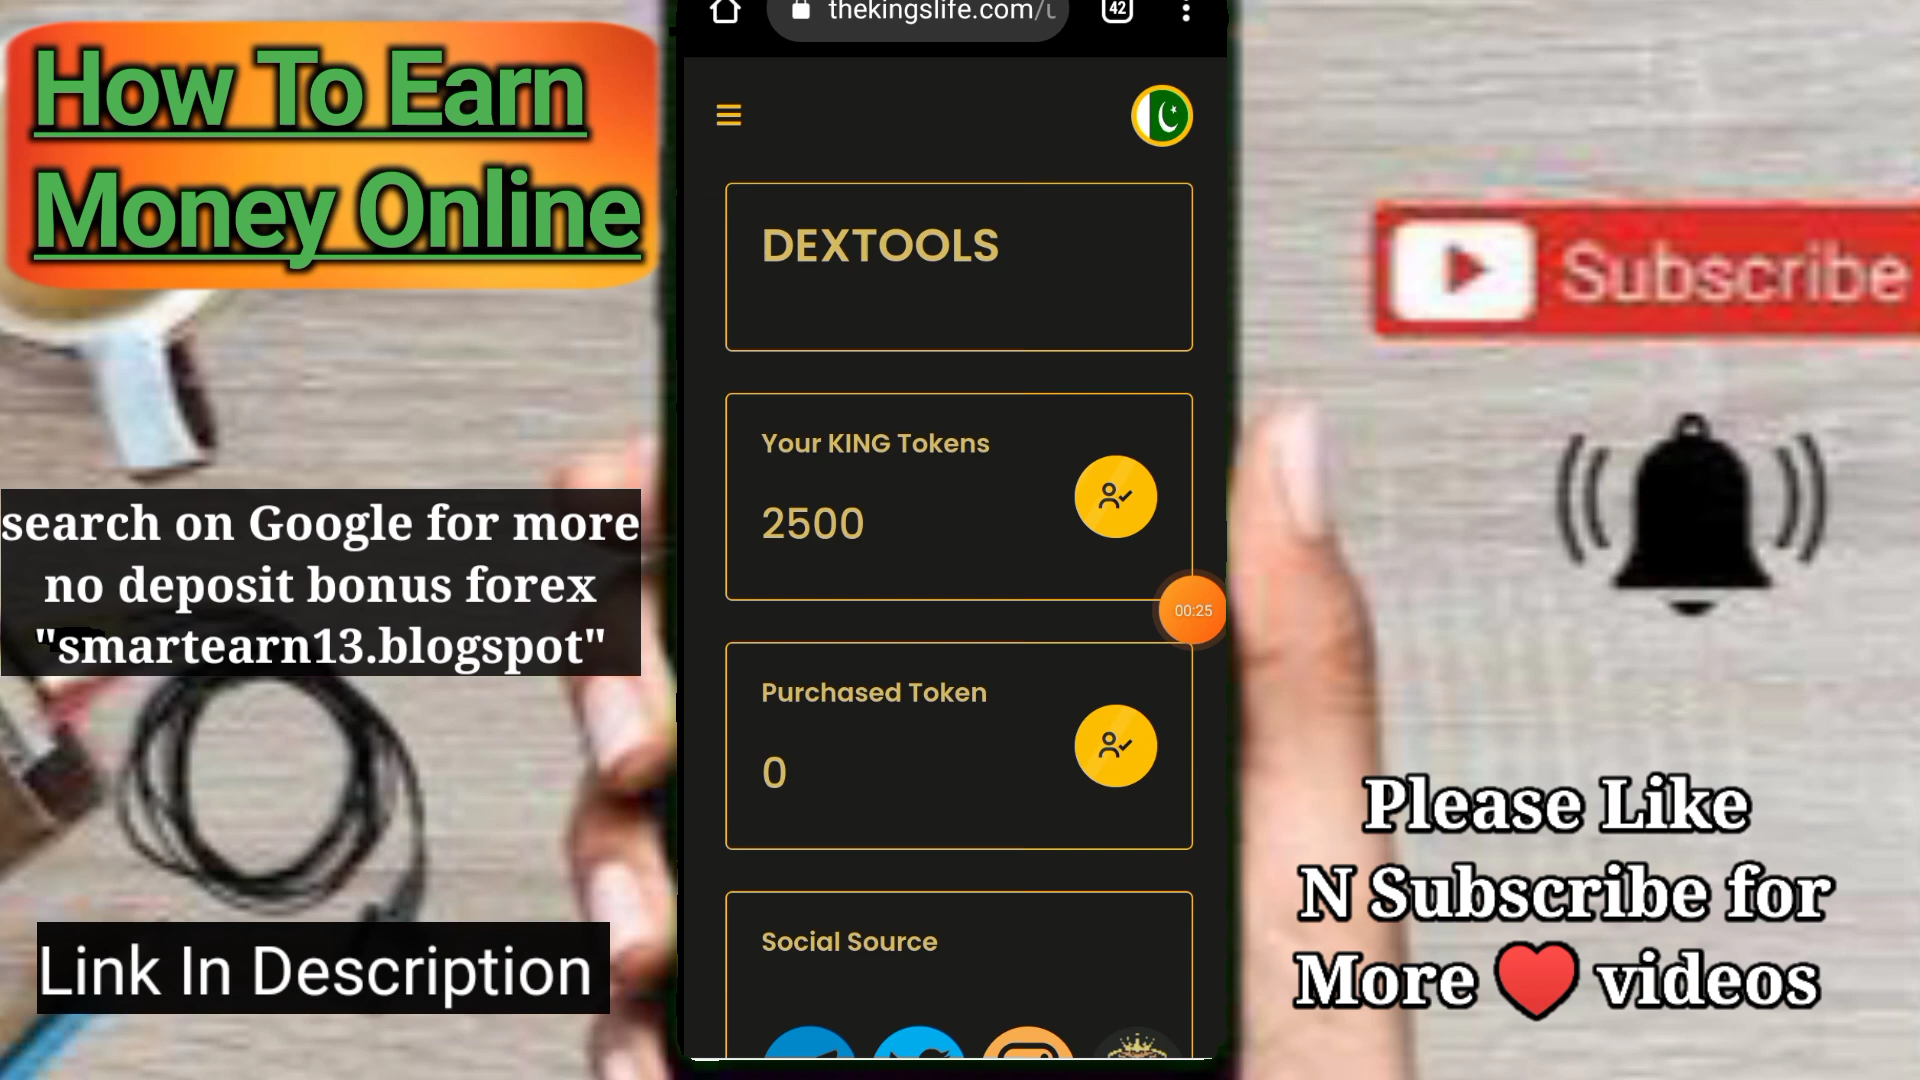 How To Earn
Money Online
search on Google for more
no deposit bonus forex
"smartearn13.blogspot"
Link In Description
thekingslife.com/
42
DEXTOOLS
Your KING Tokens
2500
00:25
Purchased Token
0
Social Source
Subscribe
Please Like
N Subscribe for
More ❤ videos